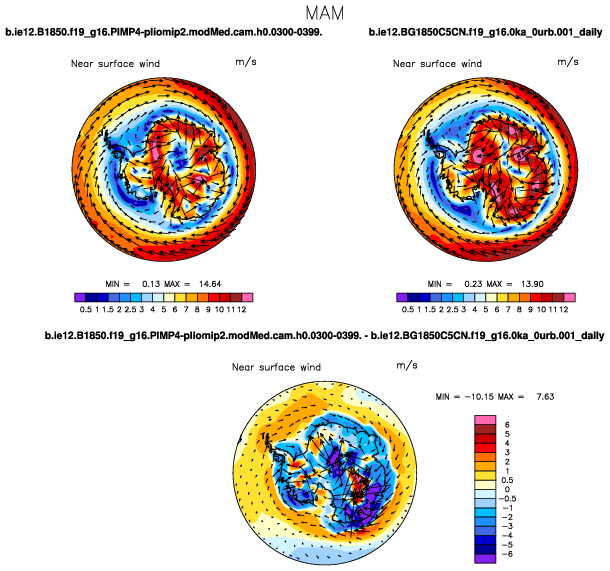 MAM
b.ie12.B1850.f19_g16.PIMP4-pliomip2.modMed.cam.h0.0300-0399.
b.ie12.BG1850C5CN.f19_g16.0ka_0urb.001_daily
Near surface wind m/s
Near surface wind m/s
MIN = 0.13 MAX = 14.64
MIN = 0.23 MAX = 13.90
0.5 1 1.5 2 2.5 3 4 5 6 7 8 9 10 11 12
0.5 1 1.5 2 2.5 3 4 5 6 7 8 9 10 11 12
b.ie12.B1850.f19_g16.PIMP4-pliomip2.modMed.cam.h0.0300-0399. - b.ie12.BG1850C5CN.f19_g16.0ka_0urb.001_daily
Near surface wind m/s
MIN = -10.15 MAX = 7.63
6
5
4
3
2
1
0.5
0
-0.5
-1
-2
-3
-4
-5
-6